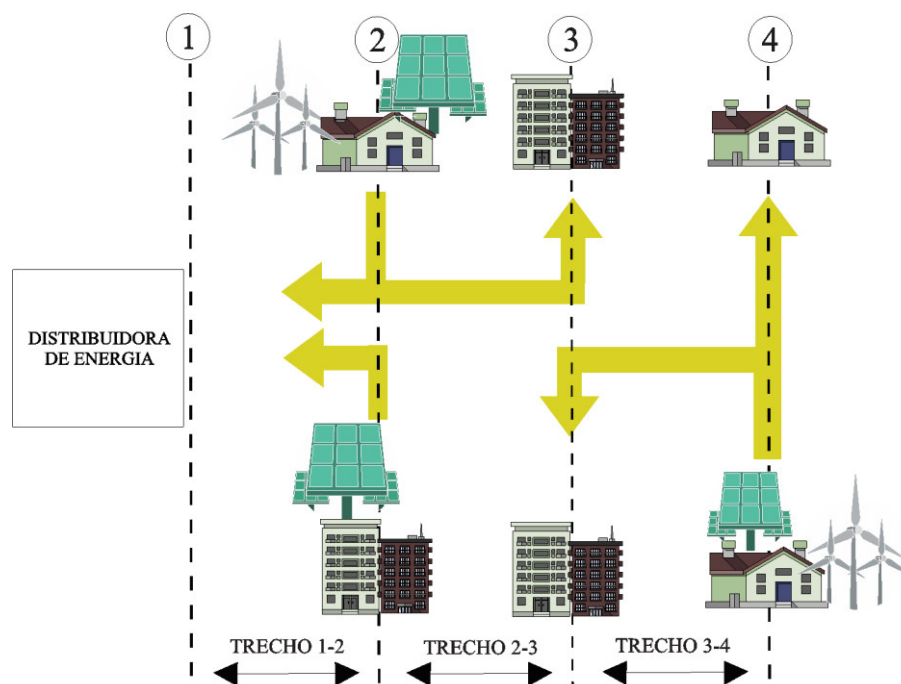 1
2
3
4
DISTRIBUIDORA
DE ENERGIA
TRECHO 1-2
TRECHO 2-3
TRECHO 3-4